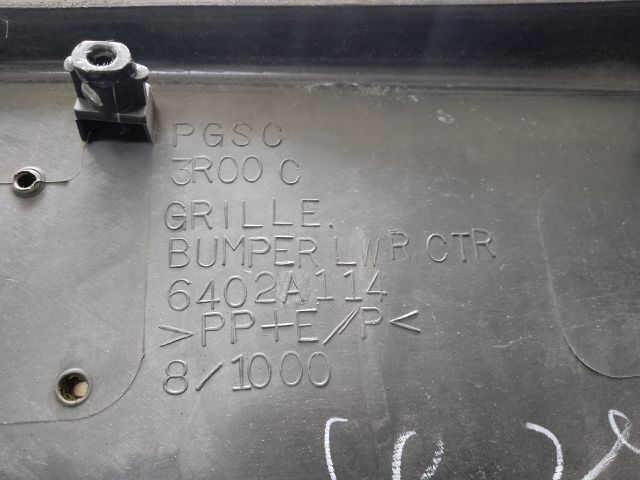 PGSC
3R00 C
GRILLE.
BUMPER LWR CTR
6402A114
>PP+E/P<
8/1000